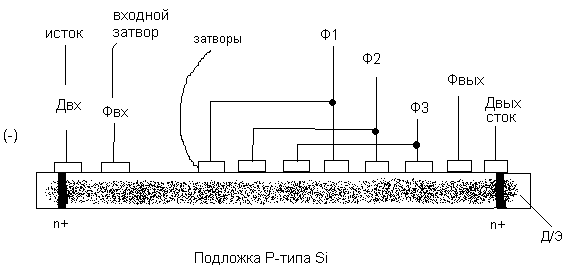 исток
входной
затвор
затворы
Ф1
Ф2
Ф3
Фвых
Двых
сток
Двх
Фвх
(-)
n+
n+
Д/Э
Подложка Р-типа Si